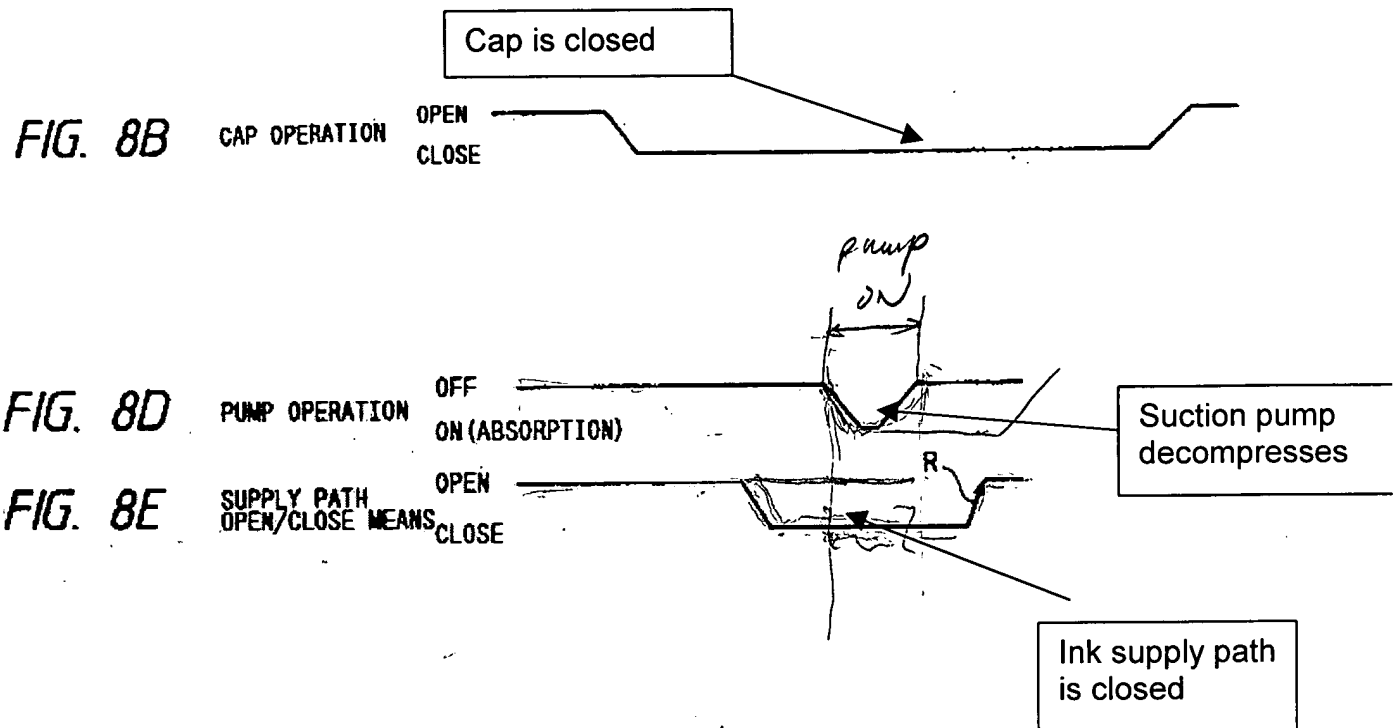 Cap is closed
FIG. 8B CAP OPERATION OPEN
CLOSE
pump
ON
FIG. 8D PUMP OPERATION OFF
ON (ABSORPTION)
Suction pump
decompresses
R
FIG. 8E SUPPLY PATH
OPEN/CLOSE MEANS
OPEN
CLOSE
Ink supply path
is closed